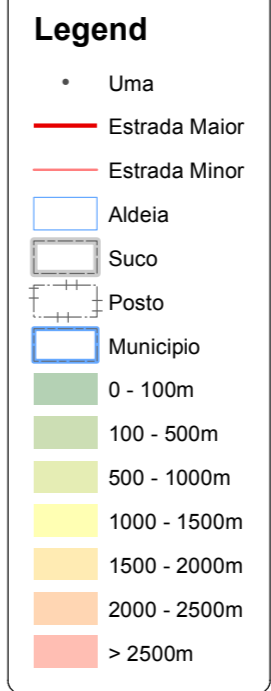 Legend
Uma
Estrada Maior
Estrada Minor
Aldeia
Suco
Posto
Municipio
0 - 100m
100 - 500m
500 - 1000m
1000 - 1500m
1500 - 2000m
2000 - 2500m
> 2500m